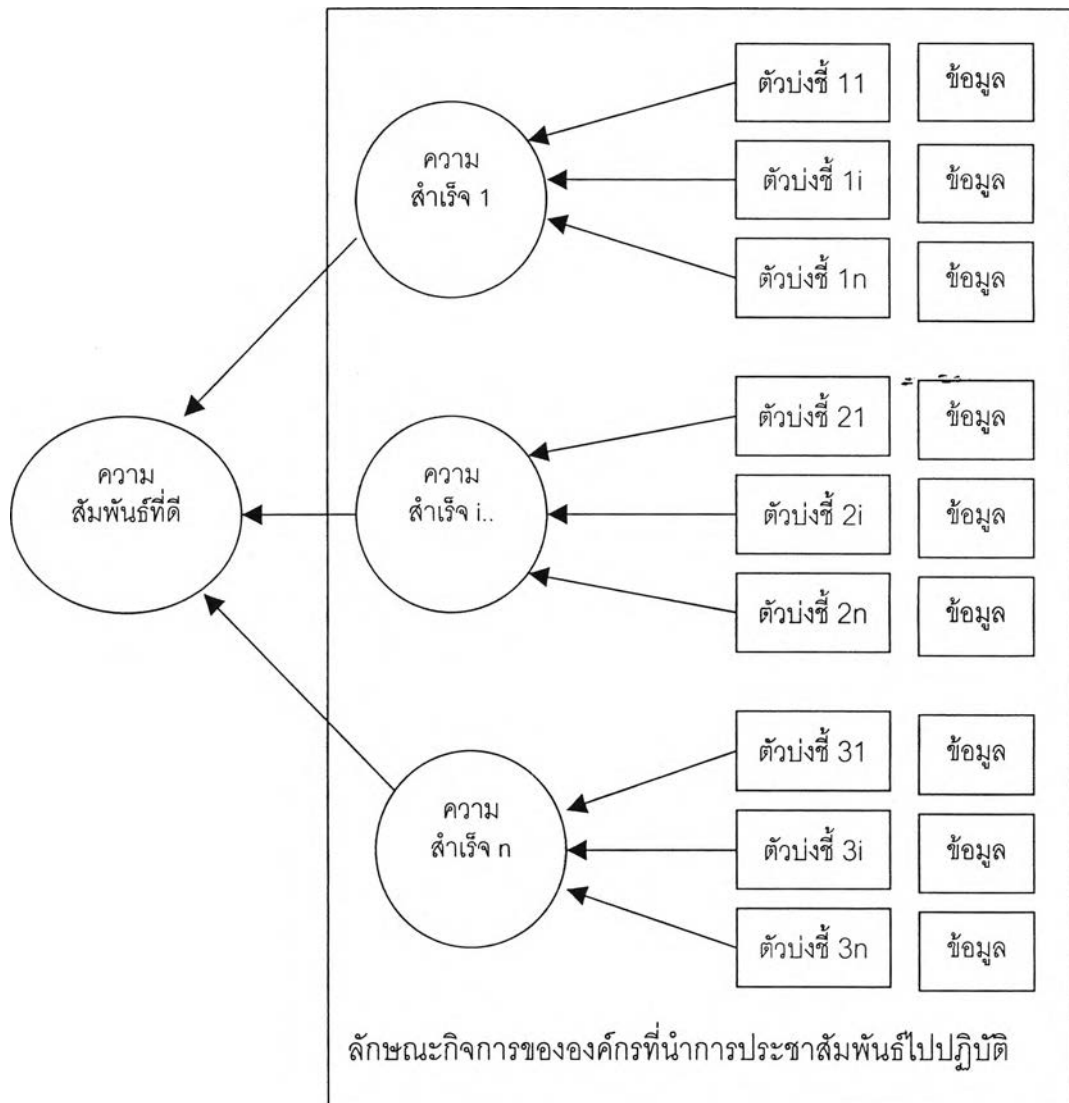 ตัวบ่งชี้ 11
ข้อมูล
ความ
สำเร็จ 1
ตัวบ่งชี้ 1i
ข้อมูล
ตัวบ่งชี้ 1n
ข้อมูล
ตัวบ่งชี้ 21
ข้อมูล
ความ
สัมพันธ์ที่ดี
ความ
สำเร็จ i..
ตัวบ่งชี้ 2i
ข้อมูล
ตัวบ่งชี้ 2n
ข้อมูล
ตัวบ่งชี้ 31
ข้อมูล
ความ
สำเร็จ n
ตัวบ่งชี้ 3i
ข้อมูล
ตัวบ่งชี้ 3n
ข้อมูล
ลักษณะกิจการขององค์กรที่นำการประชาสัมพันธ์ไปปฏิบัติ